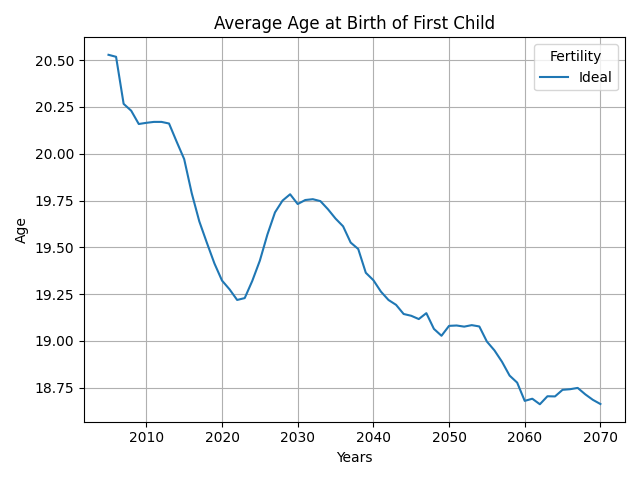 Average Age at Birth of First Child
Fertility
Ideal
20.50
20.25
20.00
19.75
19.50
19.25
19.00
18.75
Age
2010 2020 2030 2040 2050 2060 2070
Years